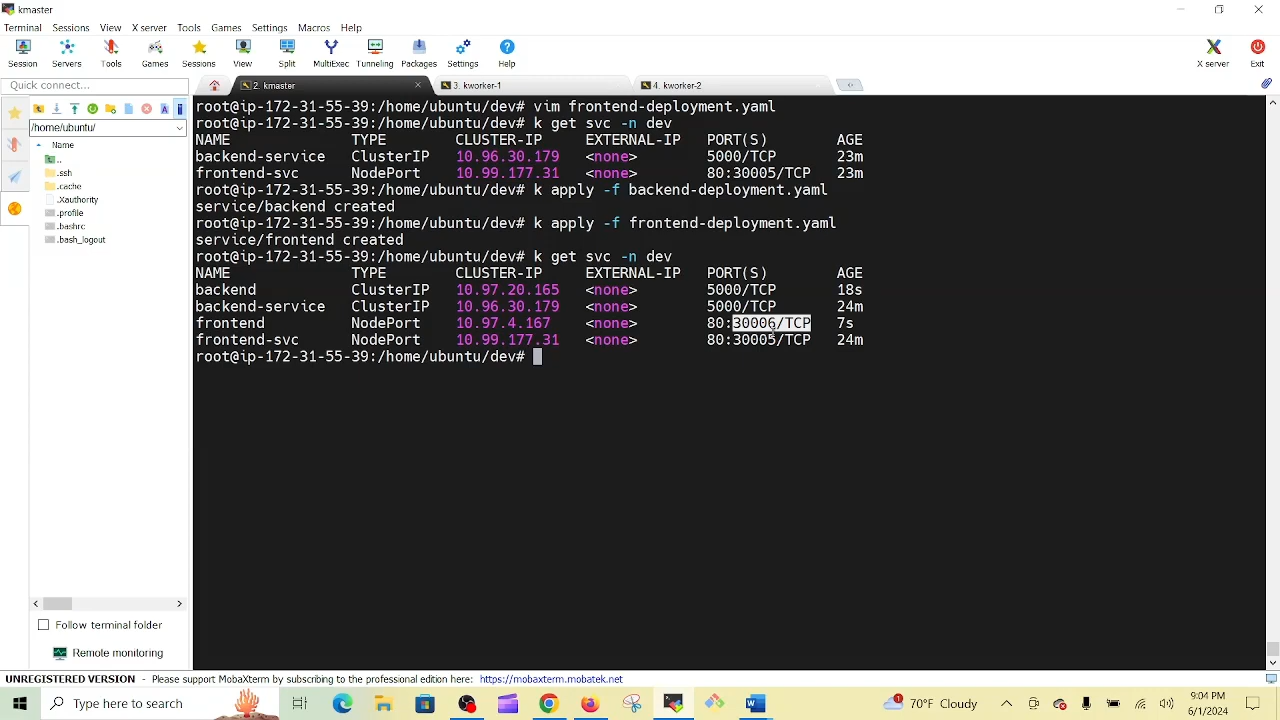 kmaster
Terminal Sessions View X server Tools Games Settings Macros Help
Session Servers Tools Games Sessions View Split MultiExec Tunneling Packages Settings Help X server Exit
Quick connect...
2. kmaster
3. kworker-1
4. kworker-2
/home/ubuntu/
Name
..
.ssh
.cache
.Xauthority
.profile
.bashrc
.bash_logout
root@ip-172-31-55-39:/home/ubuntu/dev# vim frontend-deployment.yaml
root@ip-172-31-55-39:/home/ubuntu/dev# k get svc -n dev
NAME TYPE CLUSTER-IP EXTERNAL-IP PORT(S) AGE
backend-service ClusterIP 10.96.30.179 <none> 5000/TCP 23m
frontend-svc NodePort 10.99.177.31 <none> 80:30005/TCP 23m
root@ip-172-31-55-39:/home/ubuntu/dev# k apply -f backend-deployment.yaml
service/backend created
root@ip-172-31-55-39:/home/ubuntu/dev# k apply -f frontend-deployment.yaml
service/frontend created
root@ip-172-31-55-39:/home/ubuntu/dev# k get svc -n dev
NAME TYPE CLUSTER-IP EXTERNAL-IP PORT(S) AGE
backend ClusterIP 10.97.20.165 <none> 5000/TCP 18s
backend-service ClusterIP 10.96.30.179 <none> 5000/TCP 24m
frontend NodePort 10.97.4.167 <none> 80:30006/TCP 7s
frontend-svc NodePort 10.99.177.31 <none> 80:30005/TCP 24m
root@ip-172-31-55-39:/home/ubuntu/dev#
Follow terminal folder
Remote monitoring
UNREGISTERED VERSION - Please support MobaXterm by subscribing to the professional edition here: https://mobaxterm.mobatek.net
Type here to search
1
70°F Cloudy
9:04 PM
6/1/2024